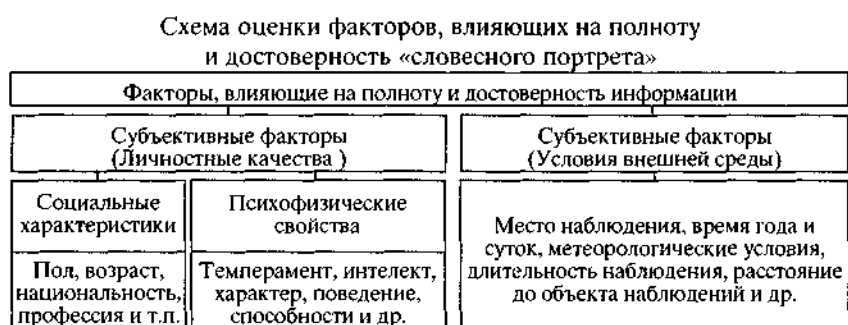 Схема оценки факторов, влияющих на полноту
и достоверность «словесного портрета»
Факторы, влияющие на полноту и достоверность информации
Субъективные факторы
(Личностные качества )
Субъективные факторы
(Условия внешней среды)
Социальные
характеристики
Психофизические
свойства
Место наблюдения, время года и
суток, метеорологические условия,
длительность наблюдения, расстояние
до объекта наблюдений и др.
Пол, возраст,
национальность,
профессия и т.п.
Темперамент, интелект,
характер, поведение,
способности и др.